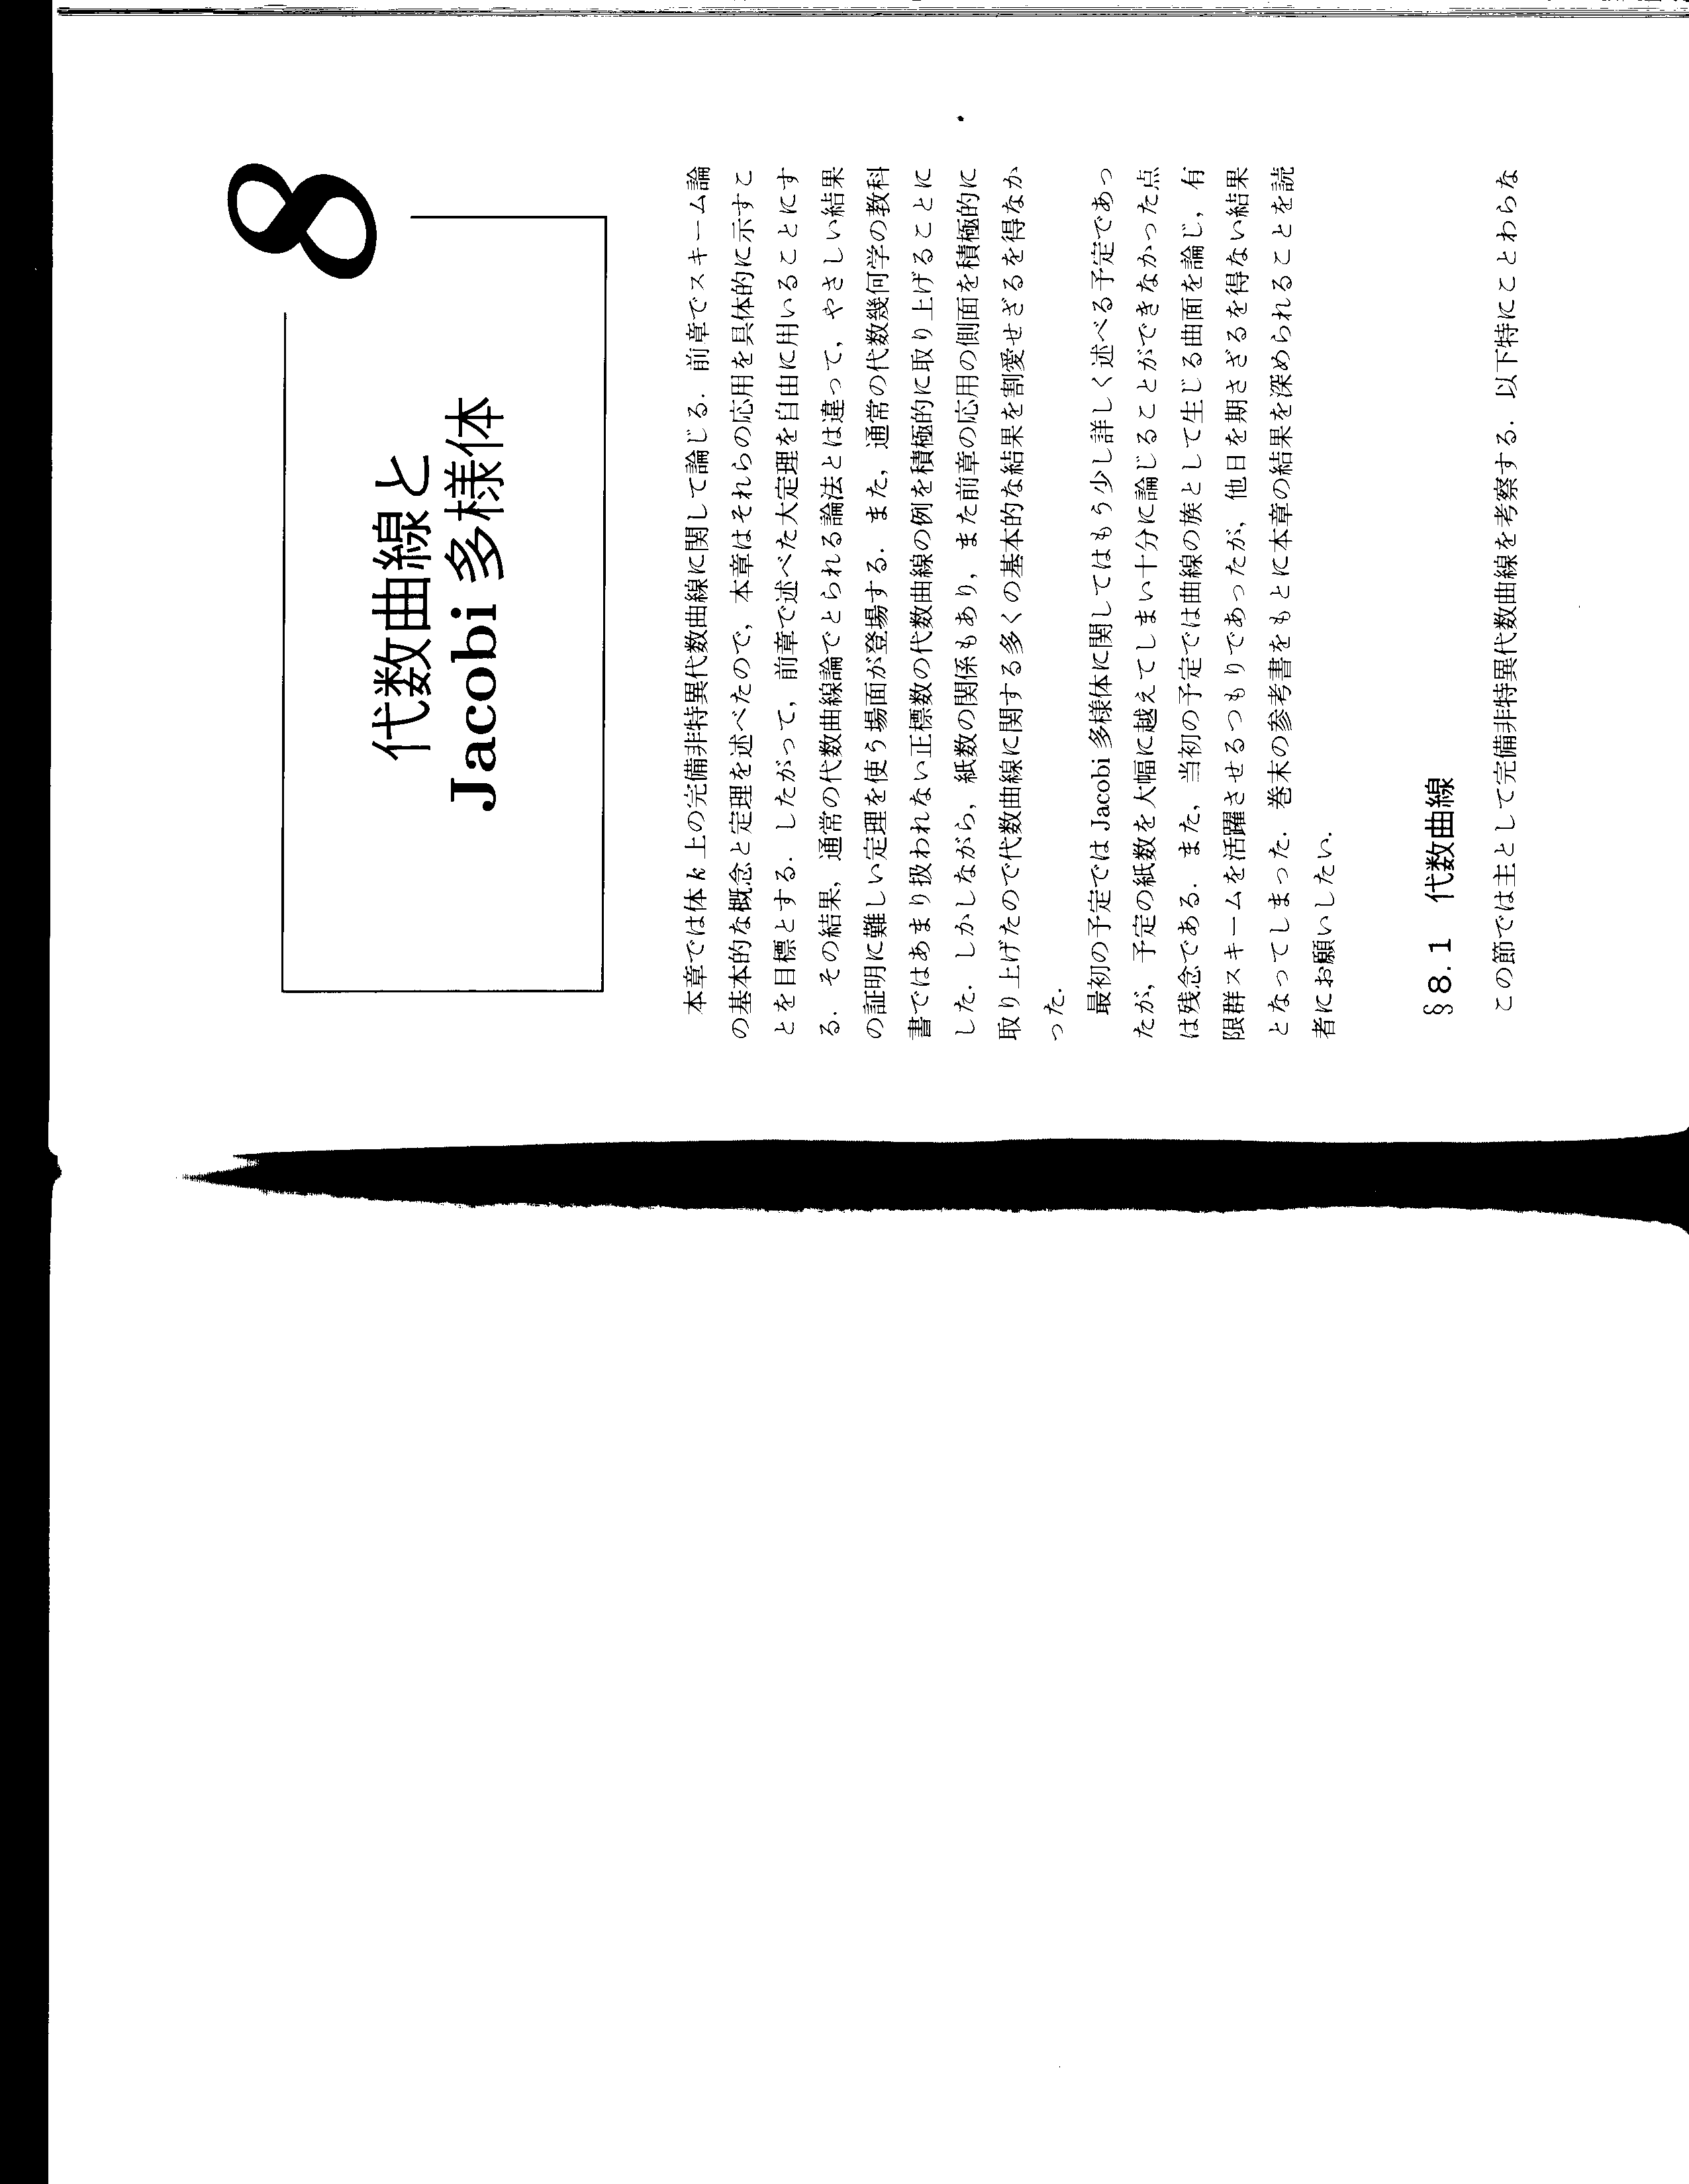 8
代数曲線と
Jacobi 多様体
本章では体 k 上の完備非特異代数曲線に関して論じる．前章でスキーム論
の基本的な概念と定理を述べたので，本章はそれらの応用を具体的に示すこ
とを目標とする．したがって，前章で述べた大定理を自由に用いることにす
る．その結果，通常の代数曲線論でとられる論法とは違って，やさしい結果
の証明に難しい定理を使う場面が登場する．また，通常の代数幾何学の教科
書ではあまり扱われない正標数の代数曲線の例を積極的に取り上げることに
した．しかしながら，紙数の関係もあり，また前章の応用の側面を積極的に
取り上げたので代数曲線に関する多くの基本的な結果を割愛せざるを得なか
った．
最初の予定では Jacobi 多様体に関してはもう少し詳しく述べる予定であっ
たが，予定の紙数を大幅に越えてしまい十分に論じることができなかった点
は残念である．また，当初の予定では曲線の族として生じる曲面を論じ，有
限群スキームを活躍させるつもりであったが，他日を期さざるを得ない結果
となってしまった．巻末の参考書をもとに本章の結果を深められることを読
者にお願いしたい．
§8.1 代数曲線
この節では主として完備非特異代数曲線を考察する．以下特にことわらな